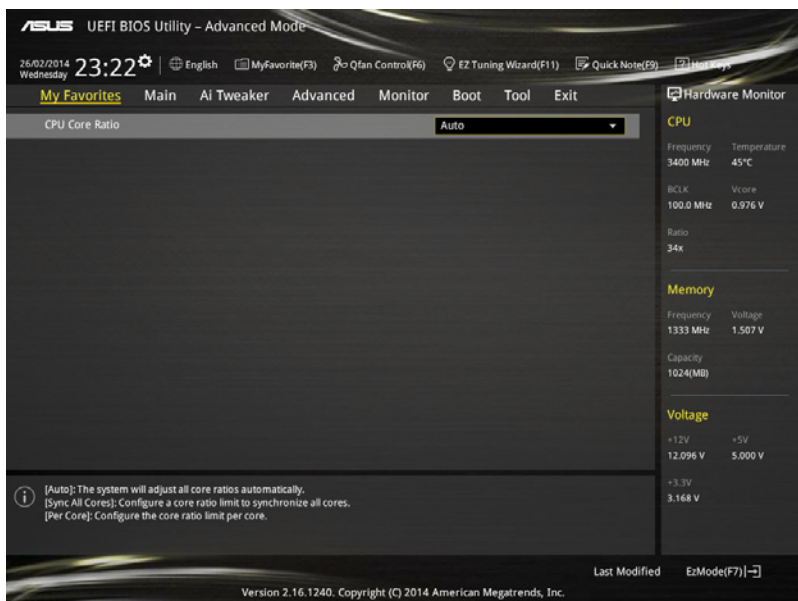 ASUS UEFI BIOS Utility – Advanced Mode
26/02/2014
Wednesday
23:22
English
MyFavorite(F3)
Qfan Control(F6)
EZ Tuning Wizard(F11)
Quick Note(F9)
Hot Keys
My Favorites
Main
Ai Tweaker
Advanced
Monitor
Boot
Tool
Exit
CPU Core Ratio
Auto
Hardware Monitor
CPU
Frequency Temperature
3400 MHz 45°C
BCLK Vcore
100.0 MHz 0.976 V
Ratio
34x
Memory
Frequency Voltage
1333 MHz 1.507 V
Capacity
1024(MB)
Voltage
+12V +5V
12.096 V 5.000 V
+3.3V
3.168 V
[Auto]: The system will adjust all core ratios automatically.
[Sync All Cores]: Configure a core ratio limit to synchronize all cores.
[Per Core]: Configure the core ratio limit per core.
Last Modified
EzMode(F7)
Version 2.16.1240. Copyright (C) 2014 American Megatrends, Inc.